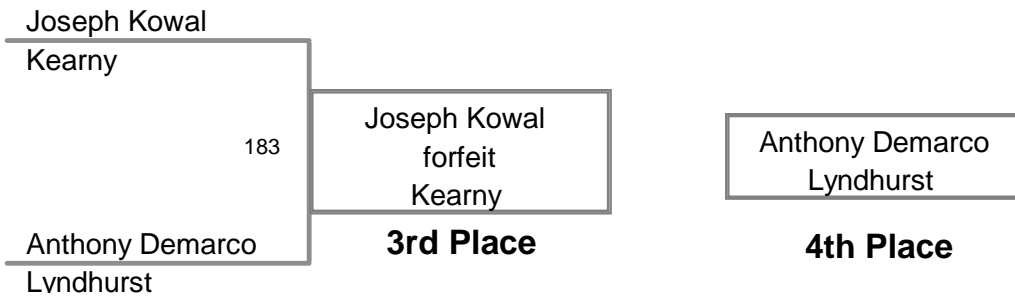 Joseph Kowal
Kearny
183
Anthony Demarco
Lyndhurst
Joseph Kowal
forfeit
Kearny
3rd Place
Anthony Demarco
Lyndhurst
4th Place